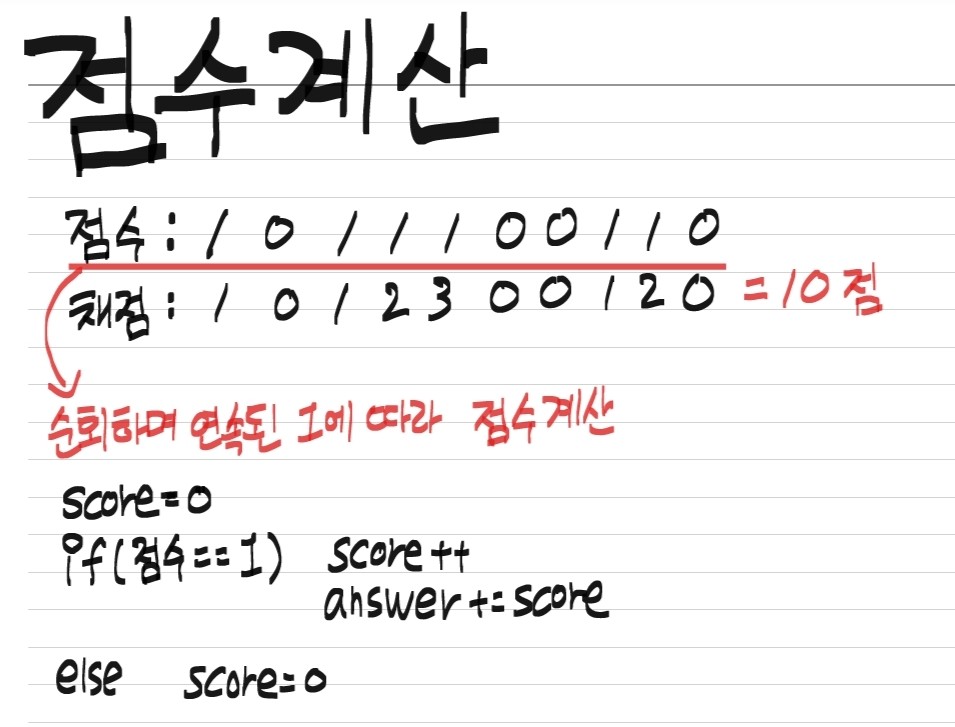 점수계산
점수 : 1 0 1 1 1 0 0 1 1 0
채점 : 1 0 1 2 3 0 0 1 2 0 = 10점
순회하며 연속된 1에 따라 점수계산
score=0
if(점수==1) score++
answer+=score
else score=0